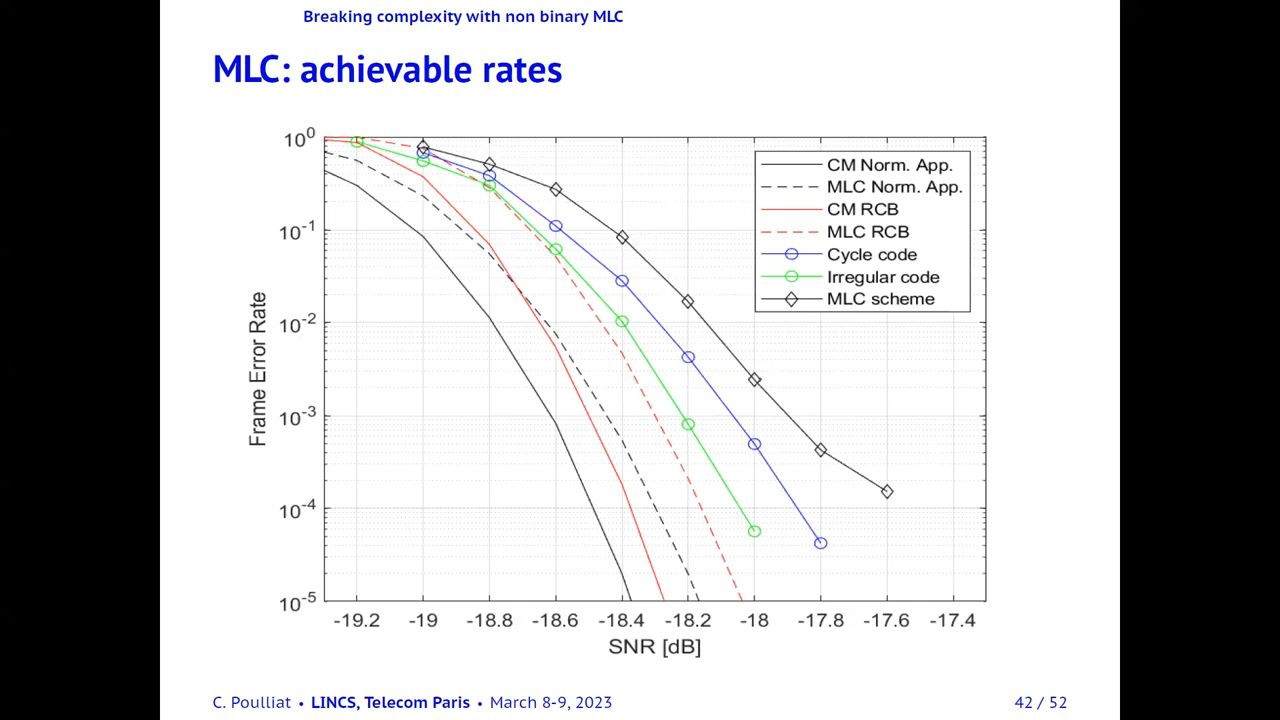 Breaking complexity with non binary MLC
MLC: achievable rates
10^0
10^-1
10^-2
10^-3
10^-4
10^-5
Frame Error Rate
CM Norm. App.
MLC Norm. App.
CM RCB
MLC RCB
Cycle code
Irregular code
MLC scheme
-19.2 -19 -18.8 -18.6 -18.4 -18.2 -18 -17.8 -17.6 -17.4
SNR [dB]
C. Poulliat • LINCS, Telecom Paris • March 8-9, 2023 42 / 52